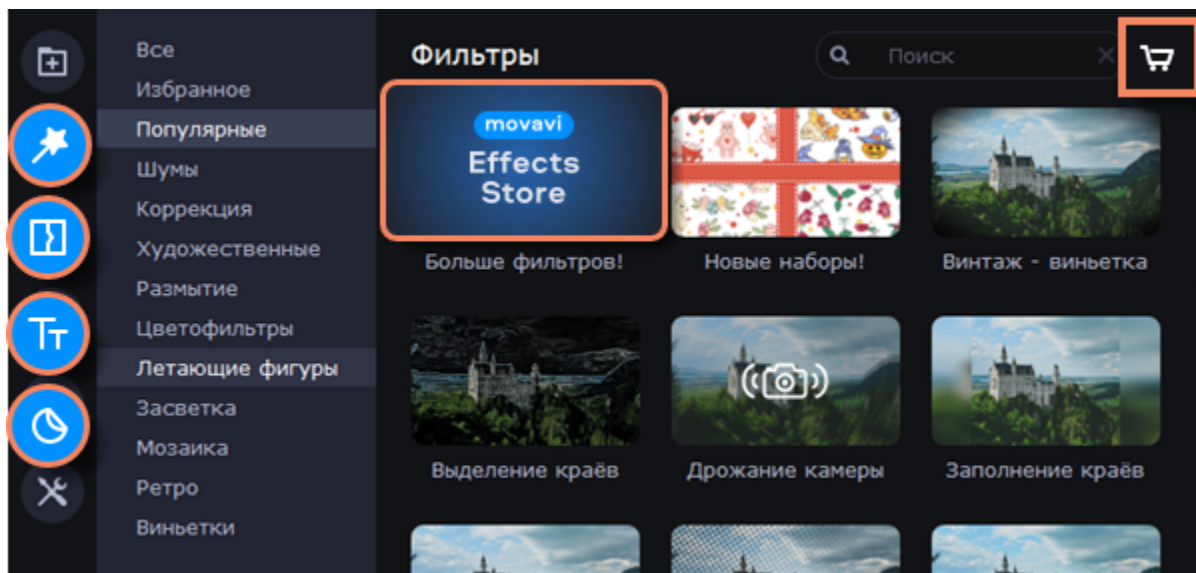 Все
Избранное
Популярные
Шумы
Коррекция
Художественные
Размытие
Цветофильтры
Летающие фигуры
Засветка
Мозаика
Ретро
Виньетки
Фильтры
Поиск
movavi
Effects
Store
Больше фильтров!
Новые наборы!
Винтаж - виньетка
Выделение краёв
Дрожание камеры
Заполнение краёв